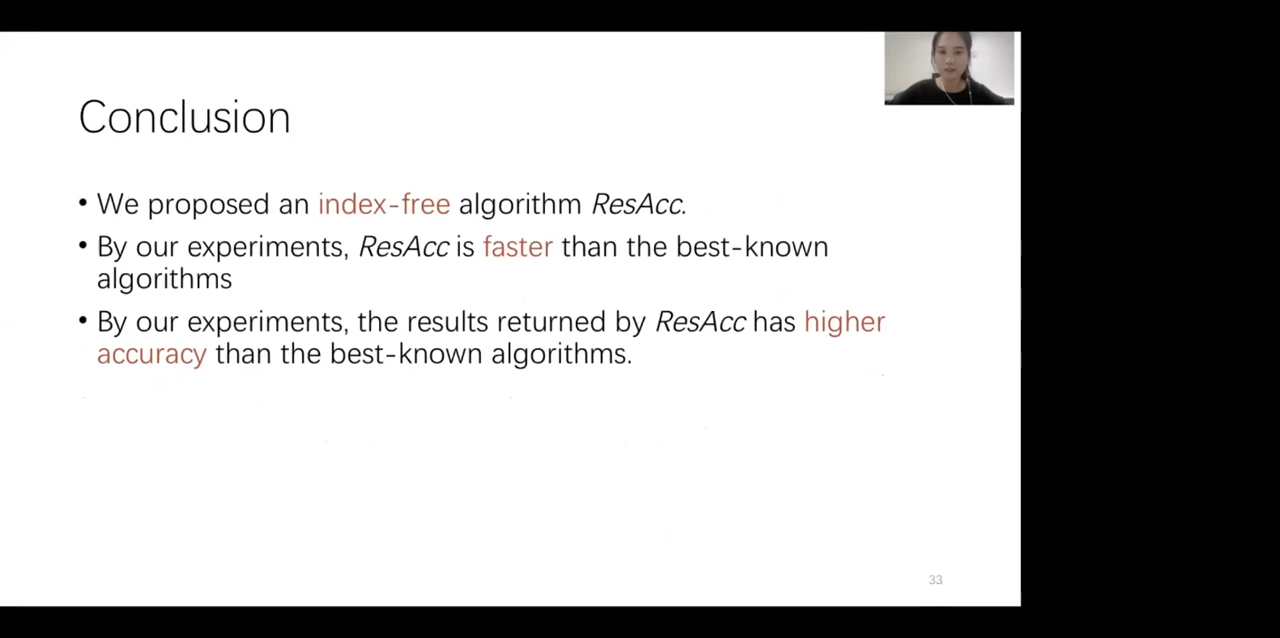 Conclusion
• We proposed an index-free algorithm ResAcc.
• By our experiments, ResAcc is faster than the best-known
algorithms
• By our experiments, the results returned by ResAcc has higher
accuracy than the best-known algorithms.
33